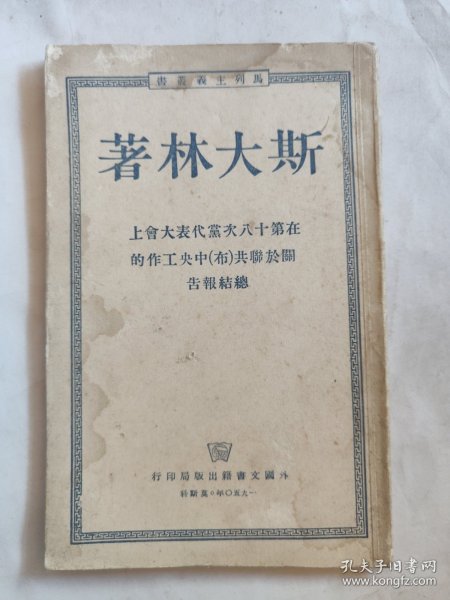 馬列主義叢書
斯大林著
在第十八次黨代表大會上
關於聯共(布)中央工作的
總結報告
外國文書籍出版局印行
一九五〇年。莫斯科
孔夫子旧书网
www.kongfz.com